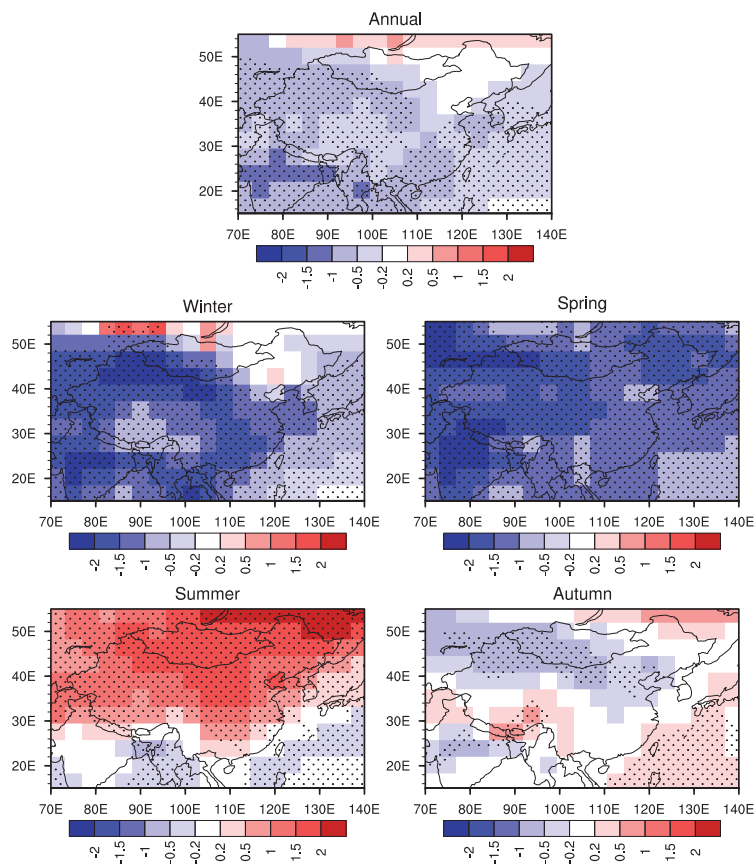 Annual
50E
40E
30E
20E
70E 80E 90E 100E 110E 120E 130E 140E
-2 -1.5 -1 -0.5 -0.2 0.2 0.5 1 1.5 2
Winter Spring
50E 50E
40E 40E
30E 30E
20E 20E
70E 80E 90E 100E 110E 120E 130E 140E 70E 80E 90E 100E 110E 120E 130E 140E
-2 -1.5 -1 -0.5 -0.2 0.2 0.5 1 1.5 2 -2 -1.5 -1 -0.5 -0.2 0.2 0.5 1 1.5 2
Summer Autumn
50E 50E
40E 40E
30E 30E
20E 20E
70E 80E 90E 100E 110E 120E 130E 140E 70E 80E 90E 100E 110E 120E 130E 140E
-2 -1.5 -1 -0.5 -0.2 0.2 0.5 1 1.5 2 -2 -1.5 -1 -0.5 -0.2 0.2 0.5 1 1.5 2